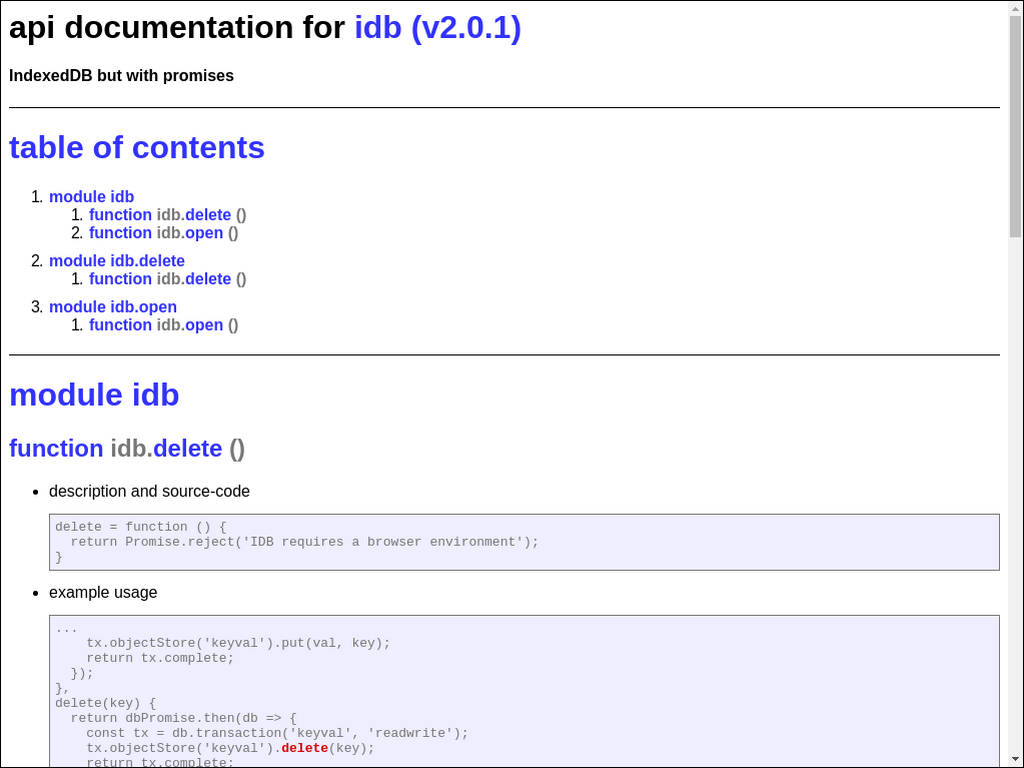 api documentation for idb (v2.0.1)
IndexedDB but with promises
table of contents
1. module idb
1. function idb.delete ()
2. function idb.open ()
2. module idb.delete
1. function idb.delete ()
3. module idb.open
1. function idb.open ()
module idb
function idb.delete ()
• description and source-code
delete = function () {
  return Promise.reject('IDB requires a browser environment');
}
• example usage
...
    tx.objectStore('keyval').put(val, key);
    return tx.complete;
  });
},
delete(key) {
  return dbPromise.then(db => {
    const tx = db.transaction('keyval', 'readwrite');
    tx.objectStore('keyval').delete(key);
    return tx.complete;